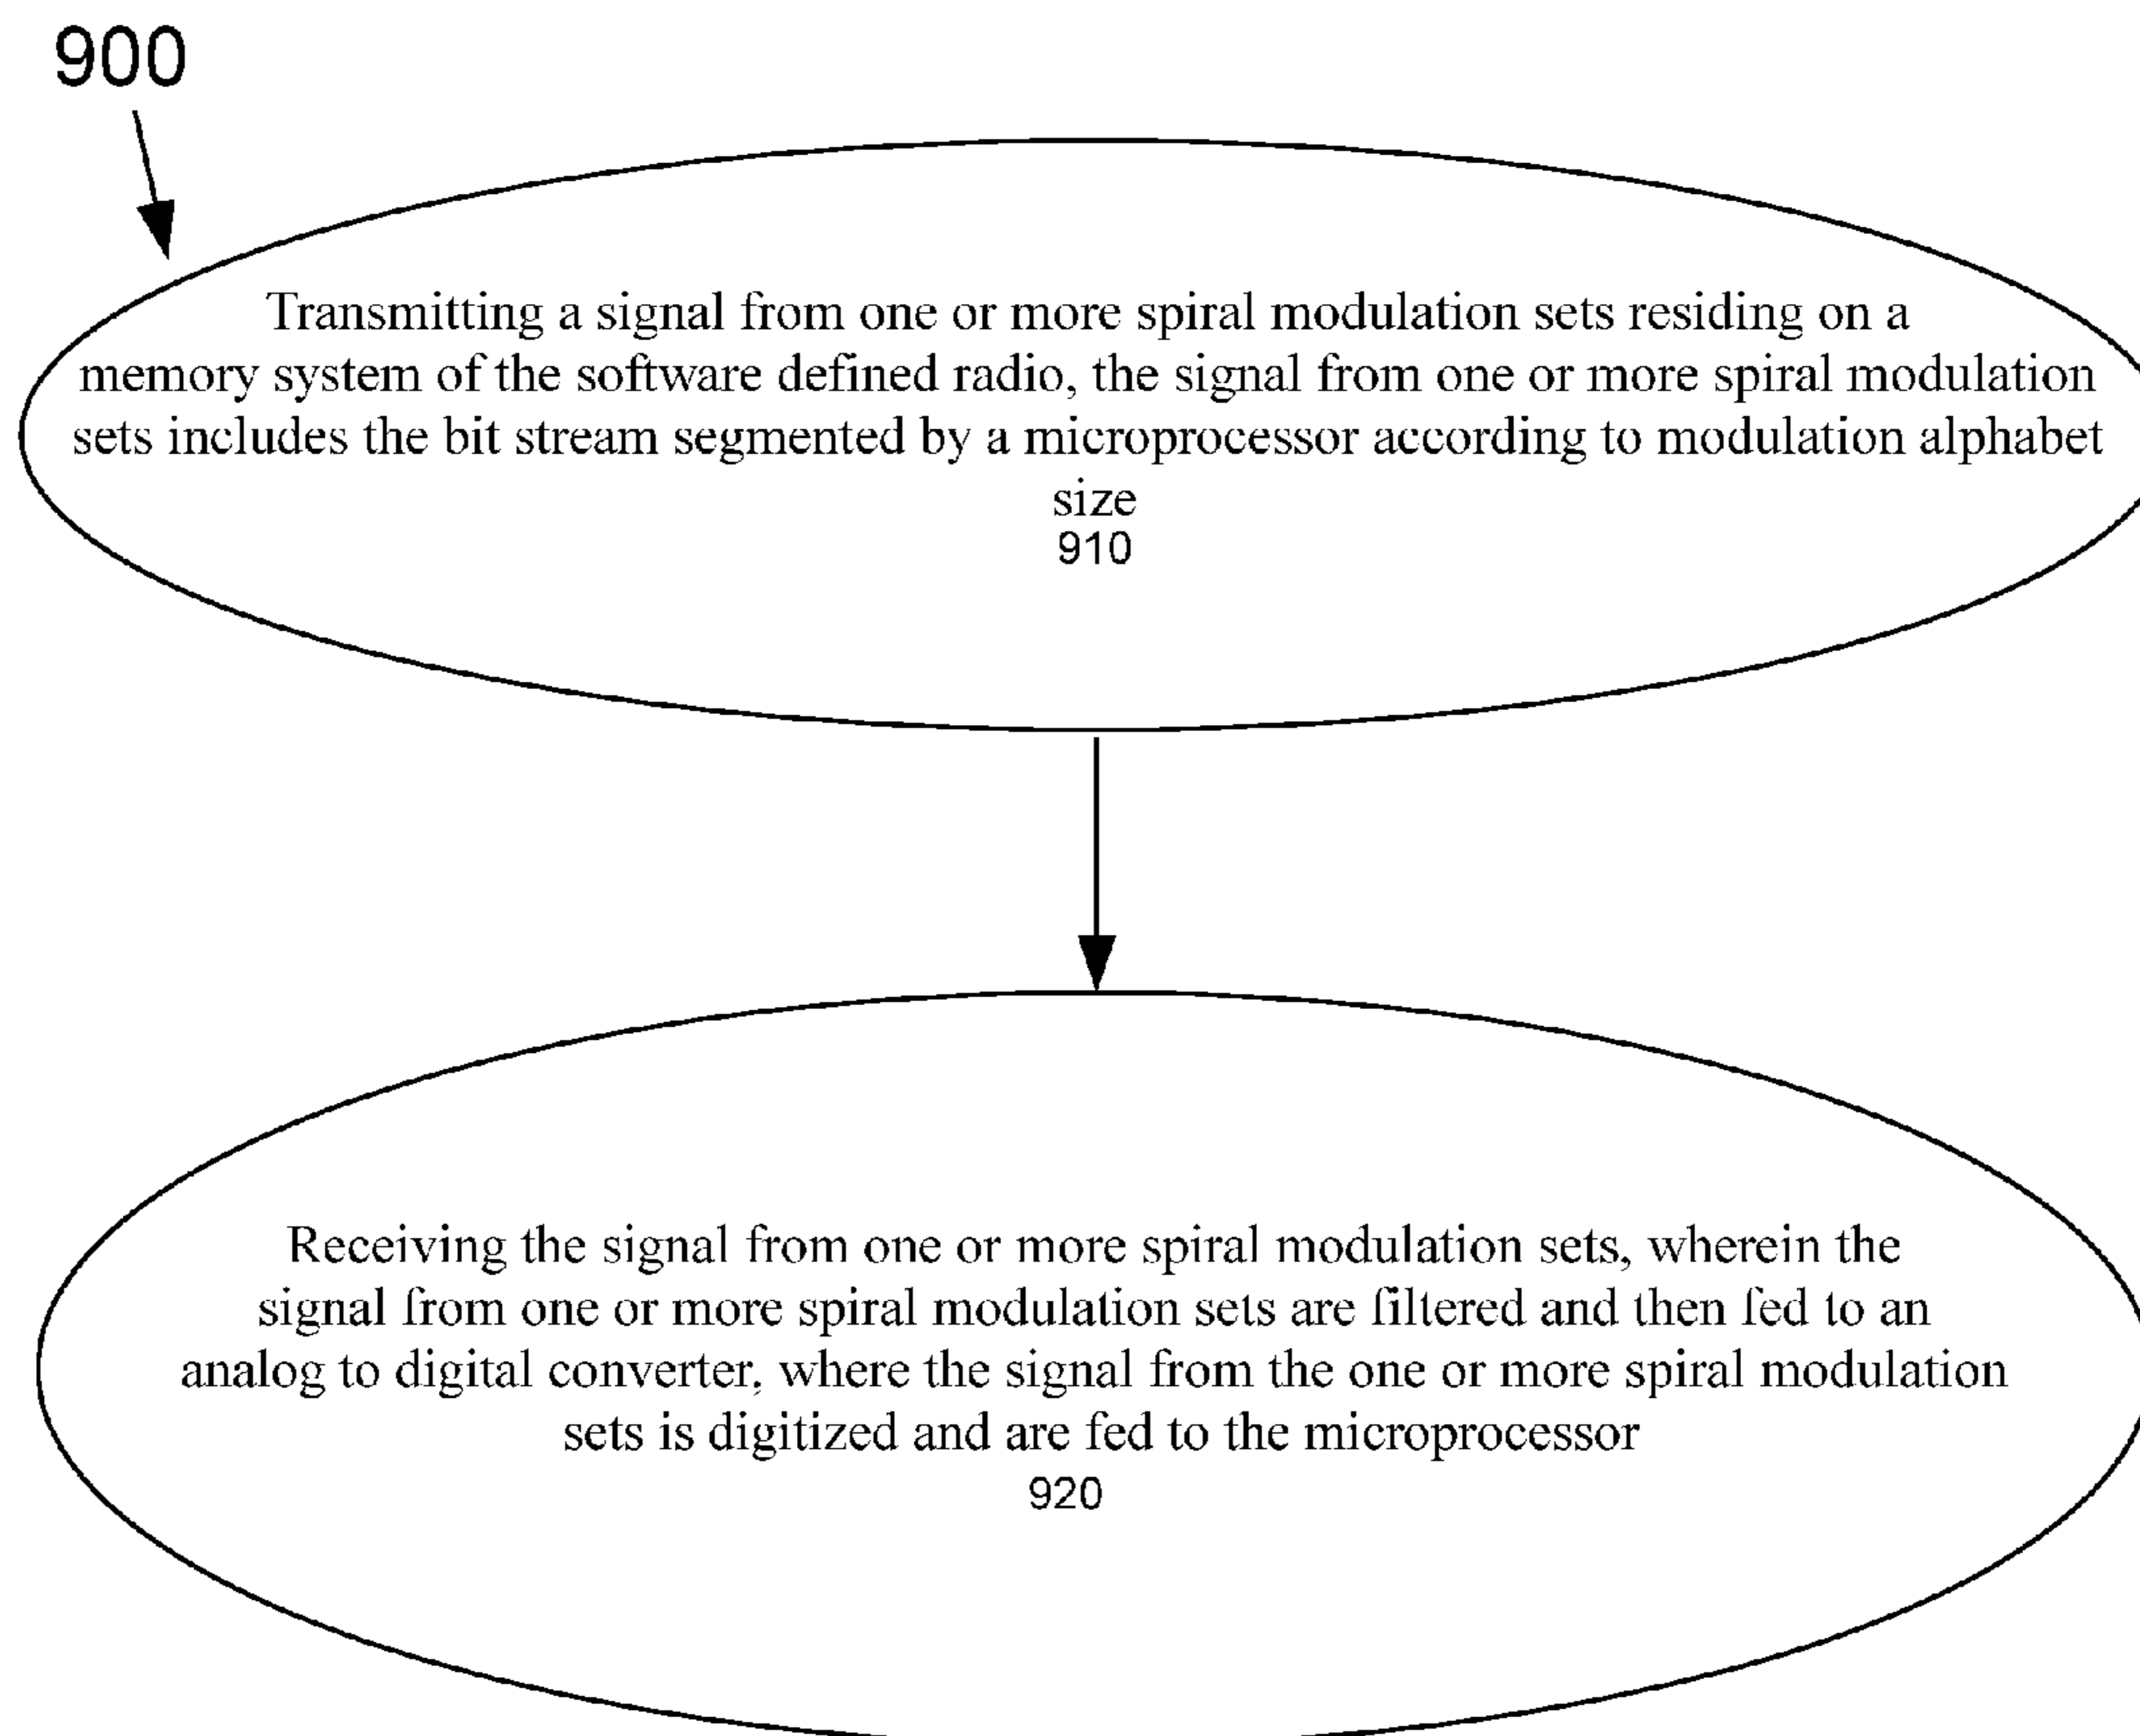 900
Transmitting a signal from one or more spiral modulation sets residing on a
memory system of the software defined radio, the signal from one or more spiral modulation
sets includes the bit stream segmented by a microprocessor according to modulation alphabet
size
910
Receiving the signal from one or more spiral modulation sets, wherein the
signal from one or more spiral modulation sets are filtered and then fed to an
analog to digital converter, where the signal from the one or more spiral modulation
sets is digitized and are fed to the microprocessor
920